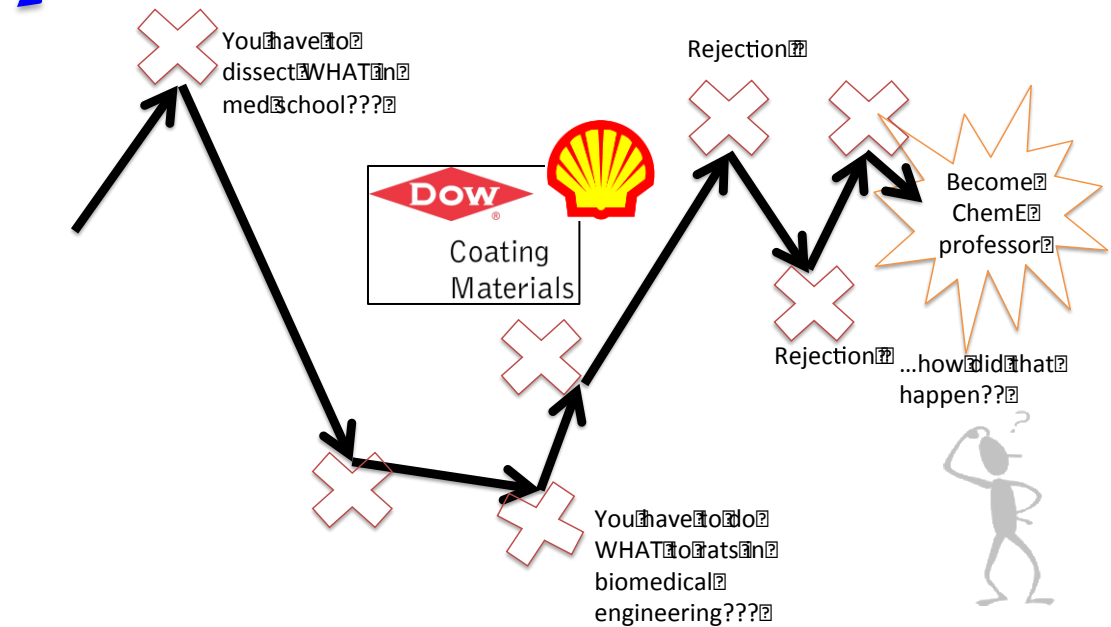 You have to
dissect WHAT in
med school???
Rejection
DOW
®
Coating
Materials
Become
ChemE
professor
Rejection
...how did that
happen??
?
You have to do
WHAT to rats in
biomedical
engineering???